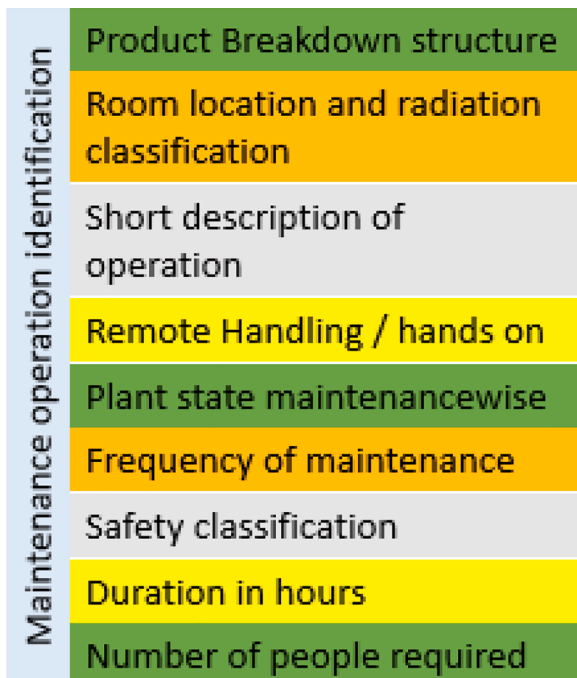 Maintenance operation identification
Product Breakdown structure
Room location and radiation
classification
Short description of
operation
Remote Handling / hands on
Plant state maintenancewise
Frequency of maintenance
Safety classification
Duration in hours
Number of people required